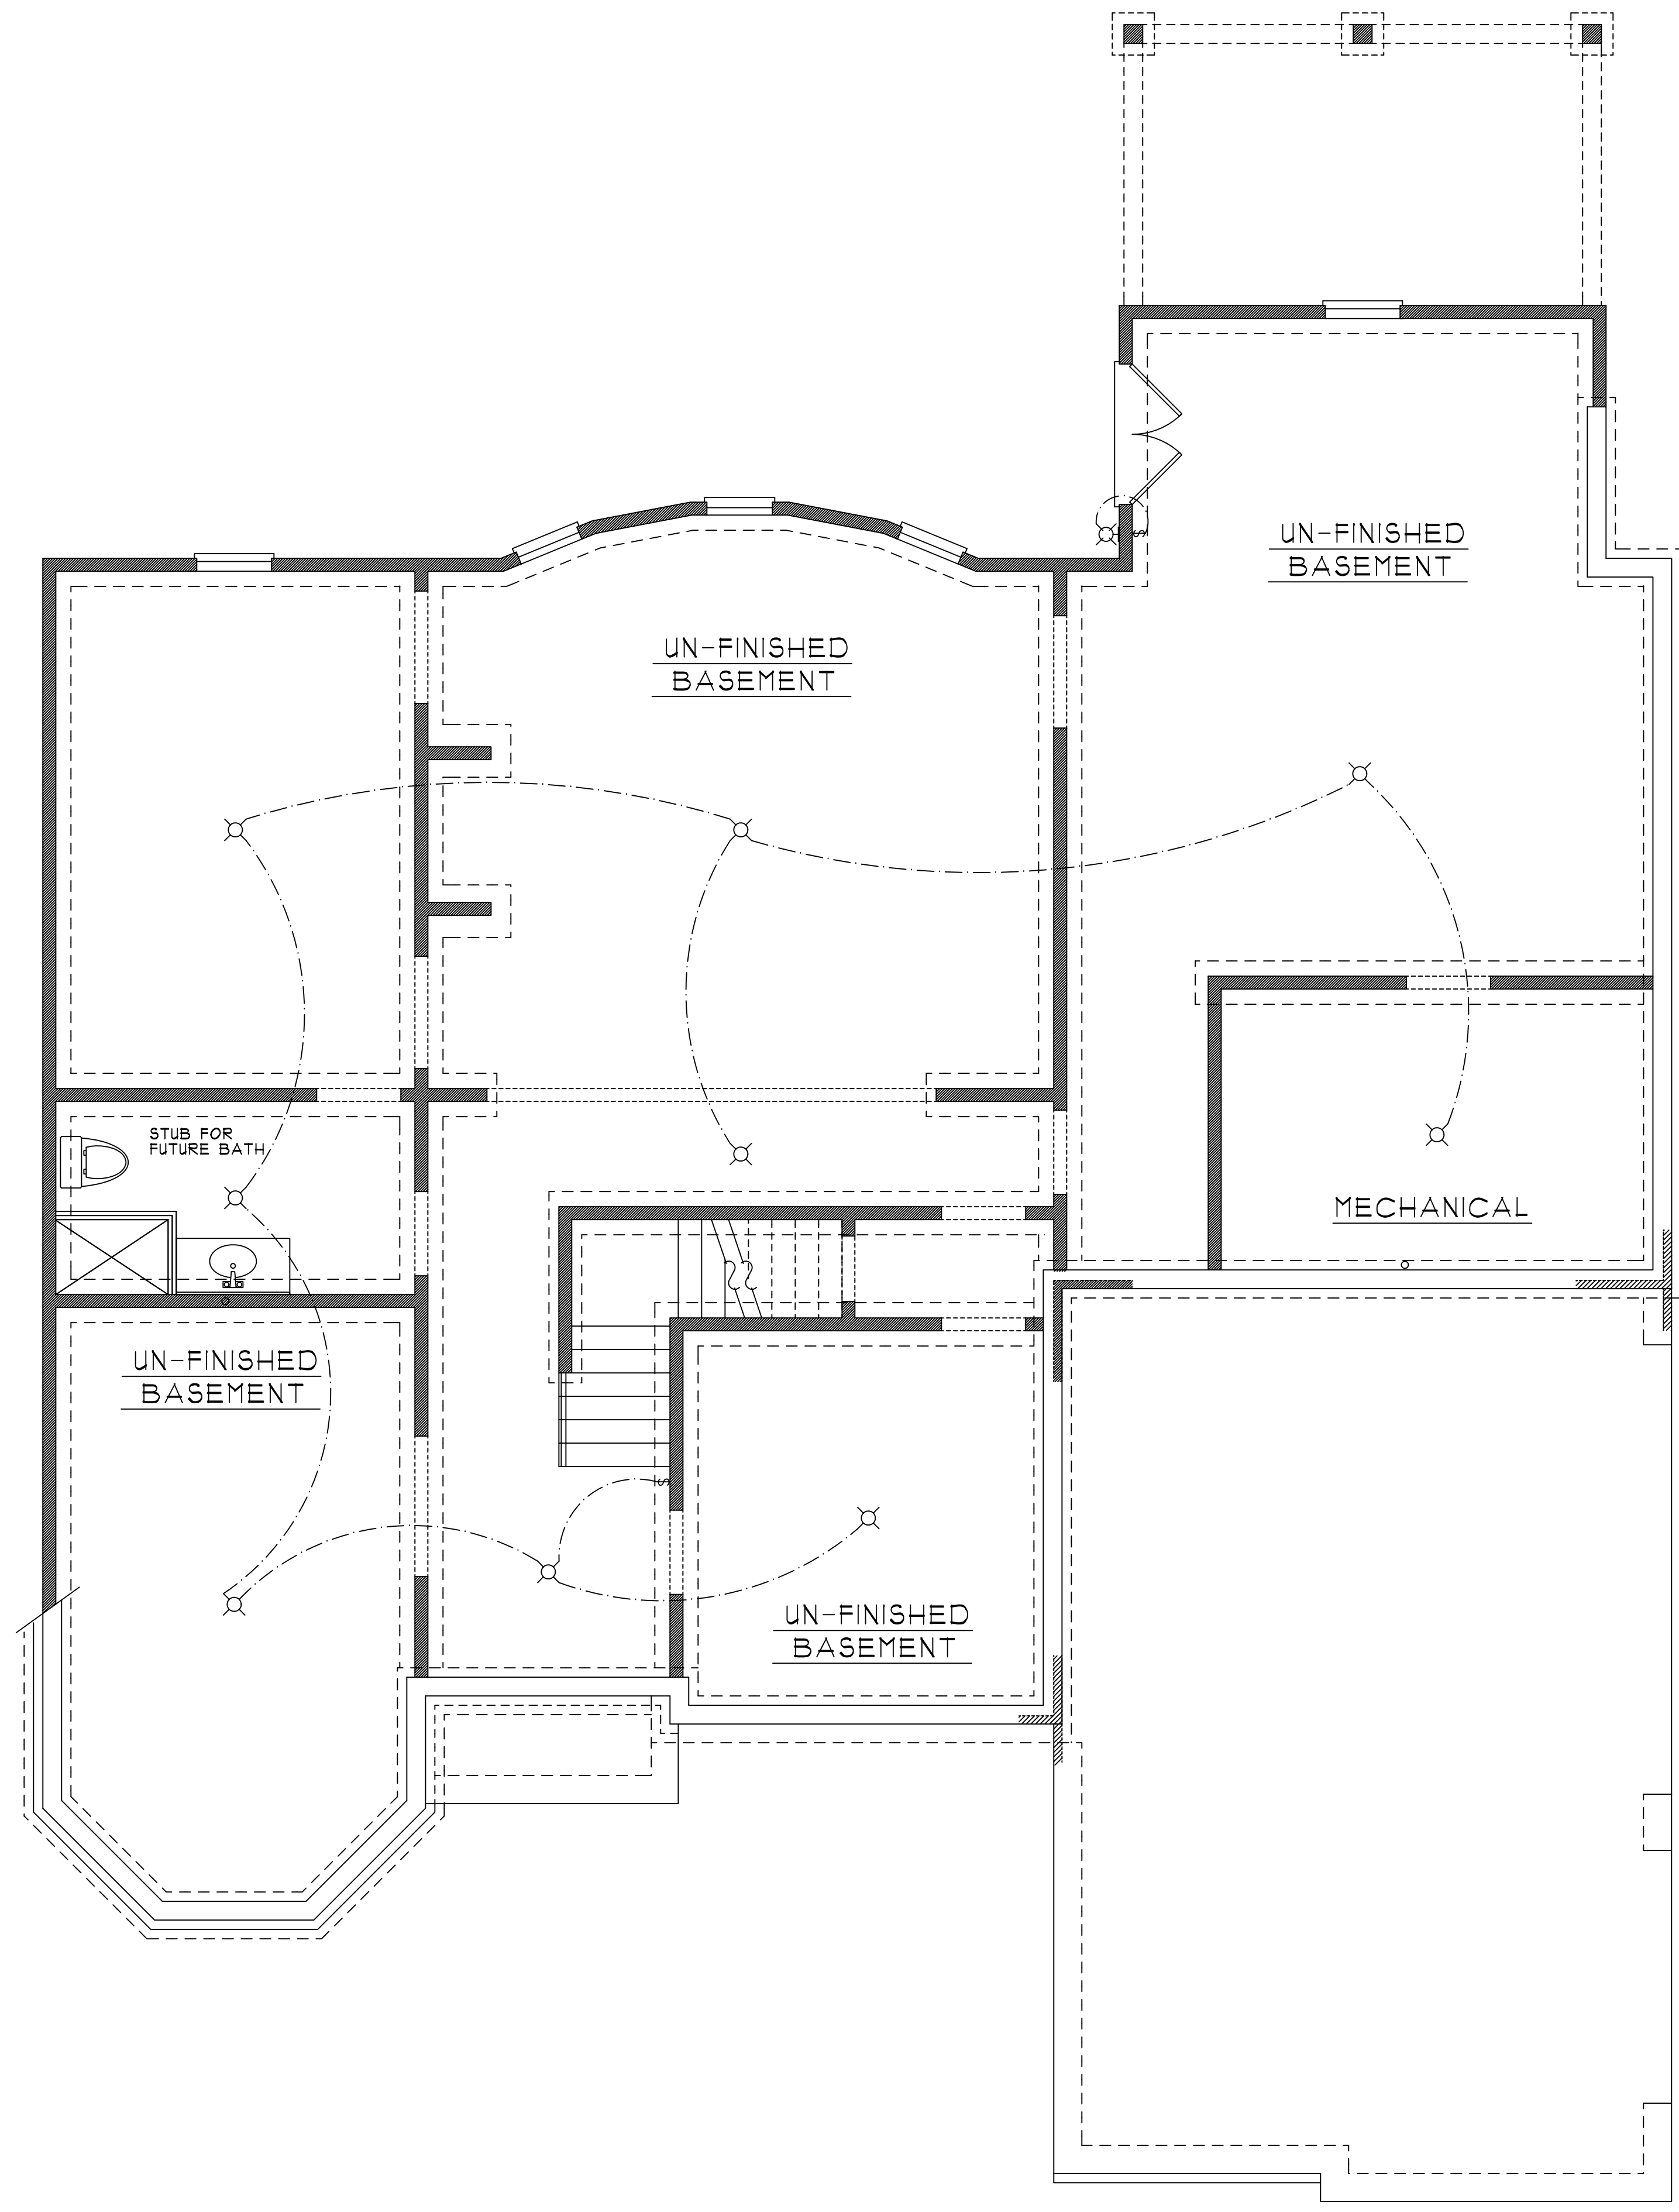 UN-FINISHED
BASEMENT
UN-FINISHED
BASEMENT
STUB FOR
FUTURE BATH
MECHANICAL
UN-FINISHED
BASEMENT
UN-FINISHED
BASEMENT
S
S